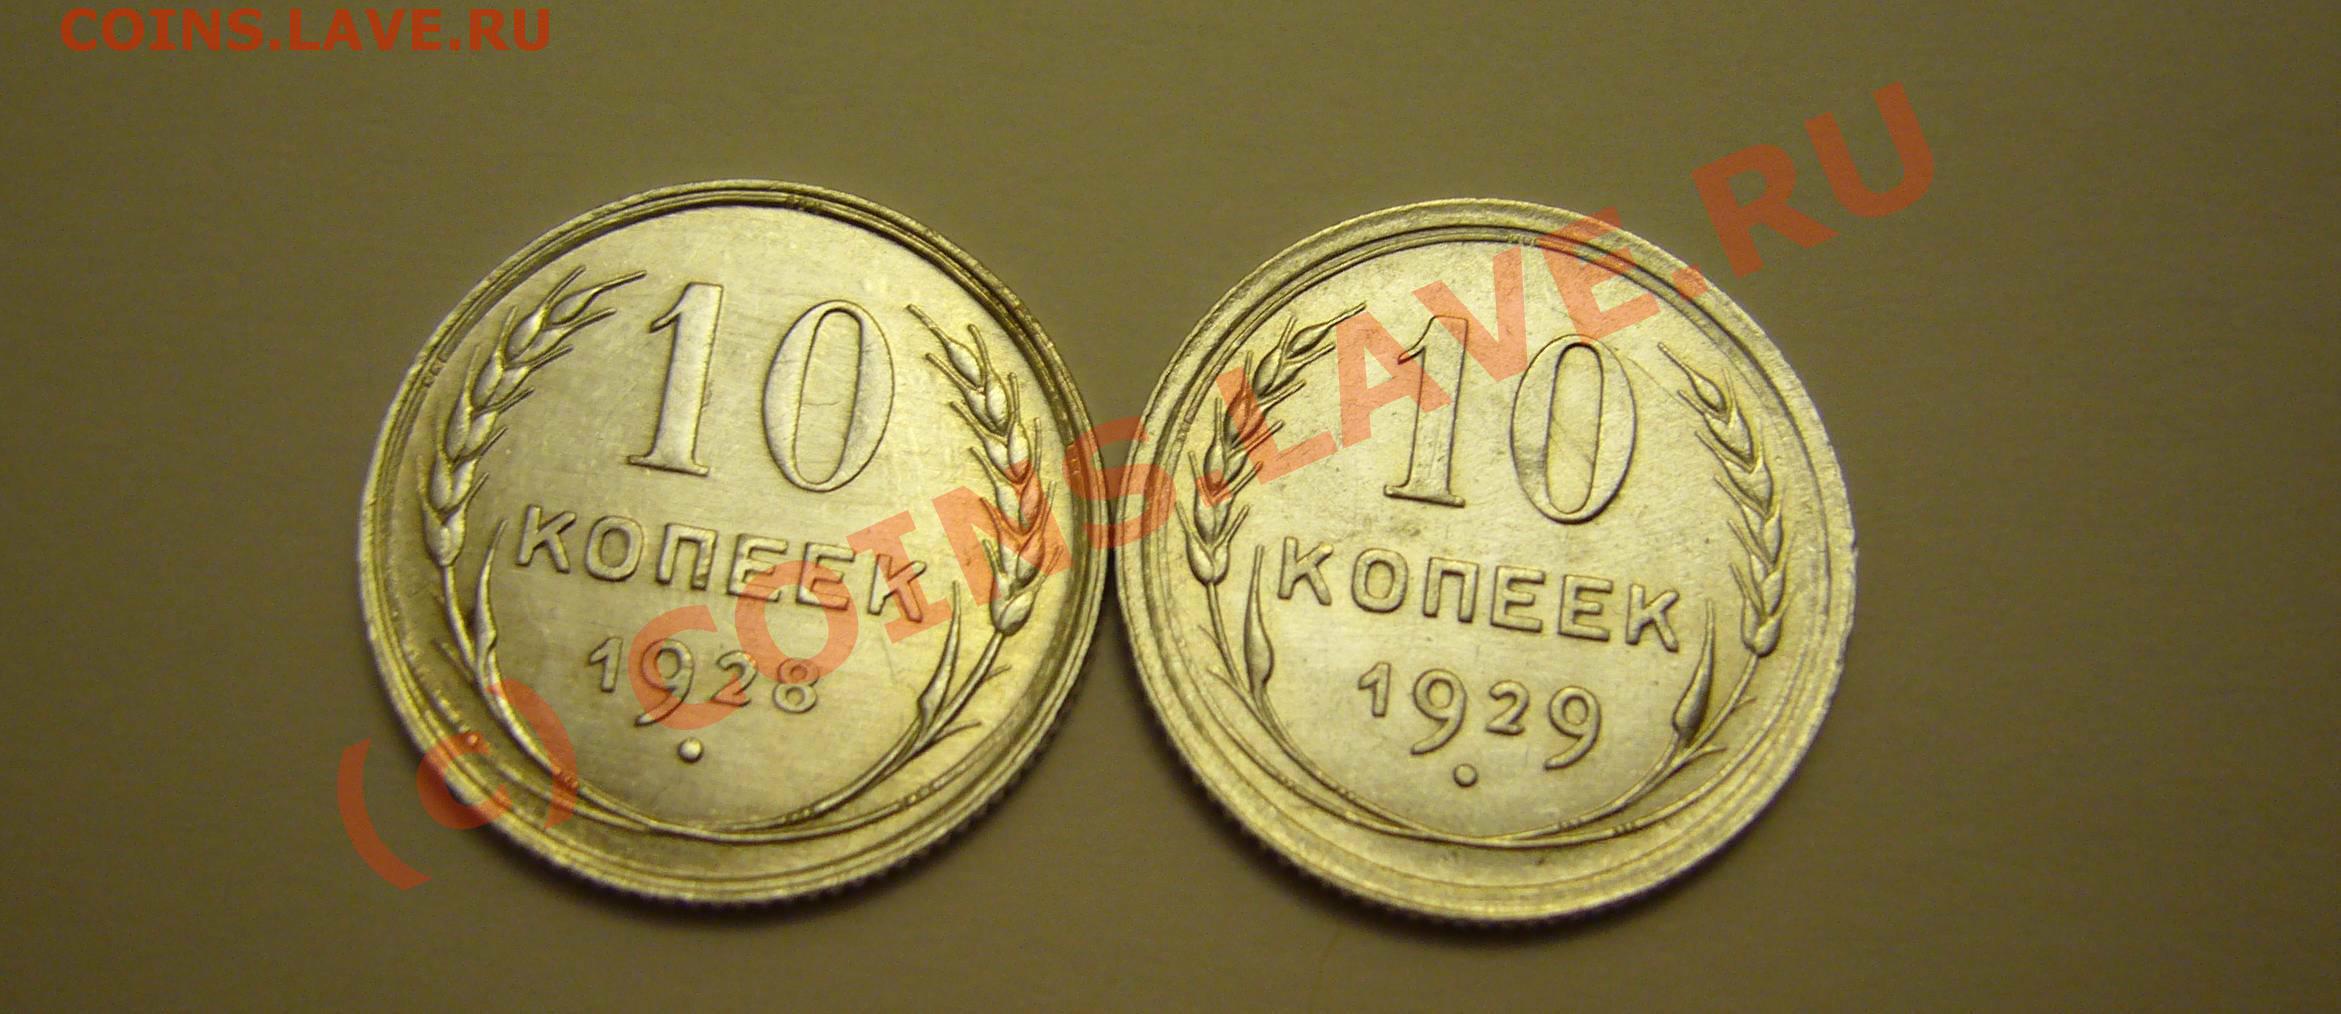 COINS.LAVE.RU
10
КОПЕЕК
1928
10
КОПЕЕК
1929
(c) COINS.LAVE.RU